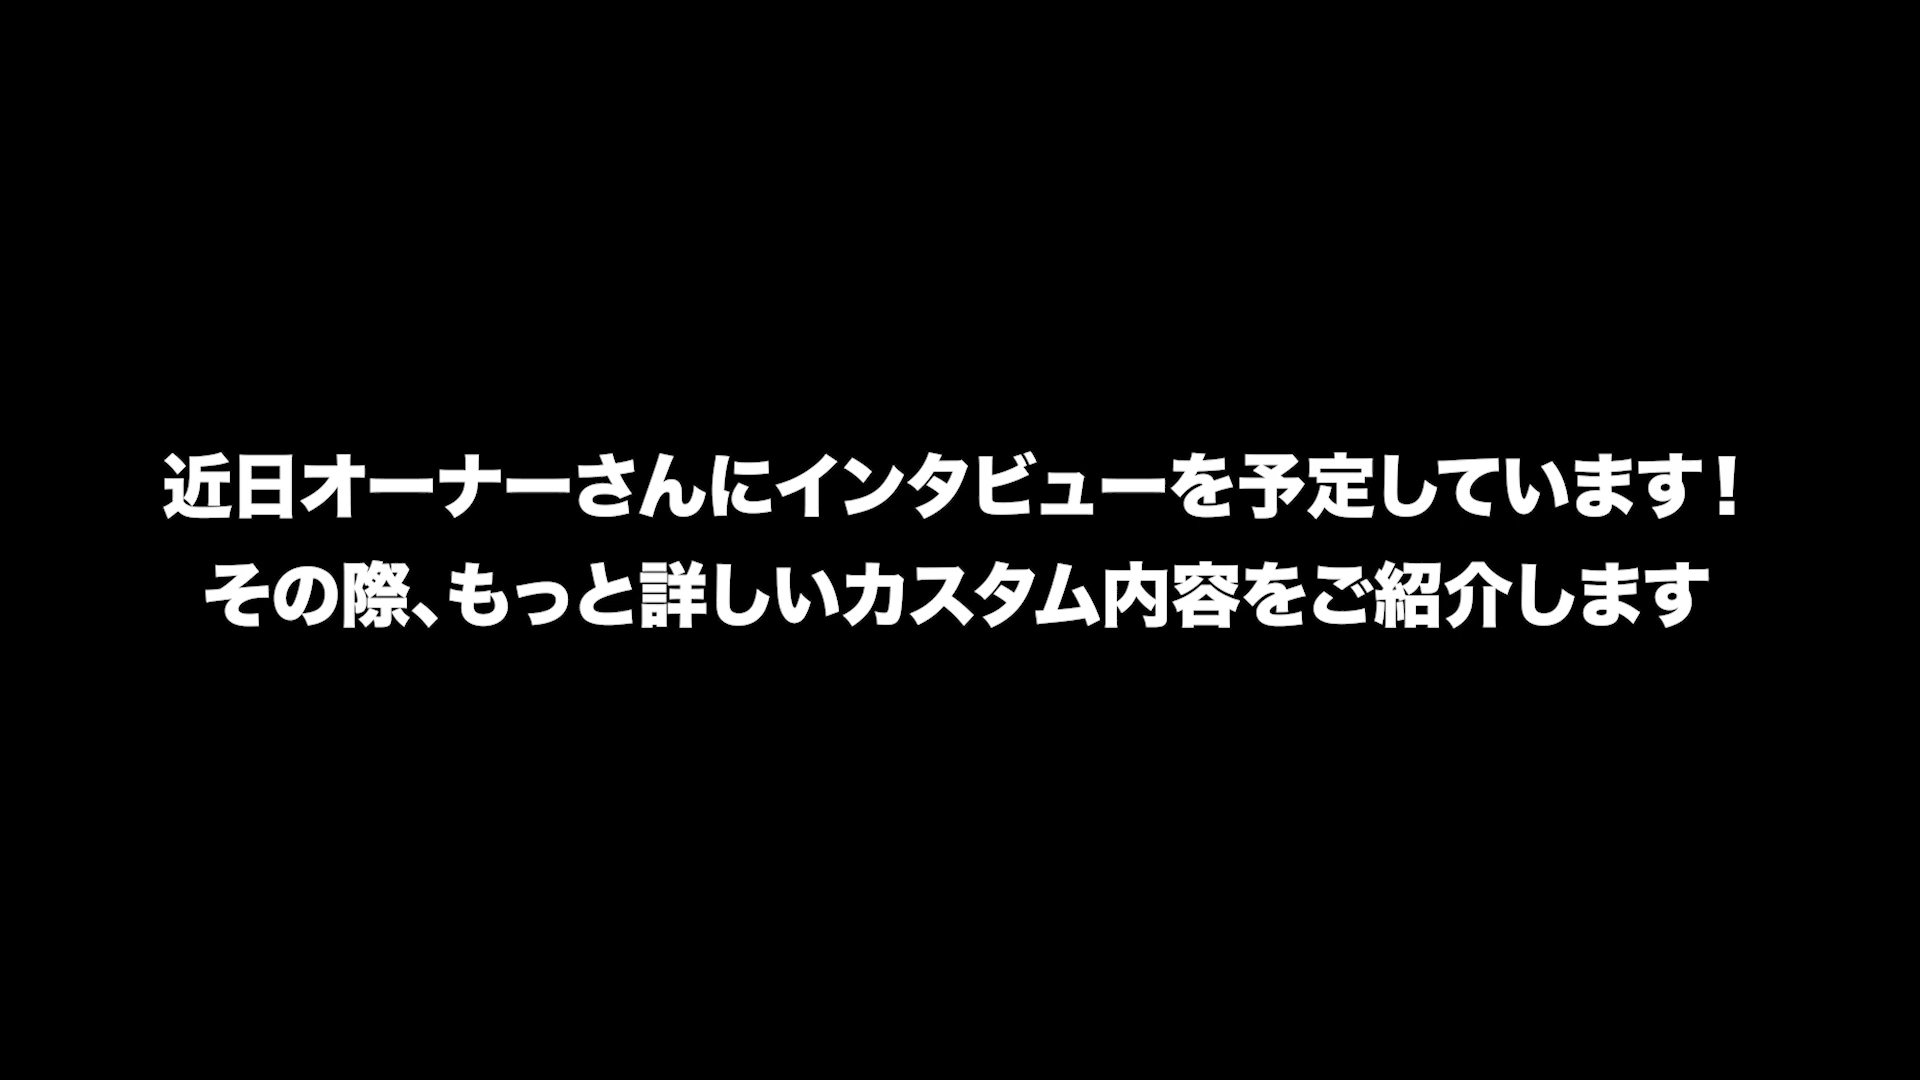 近日オーナーさんにインタビューを予定しています！
その際、もっと詳しいカスタム内容をご紹介します